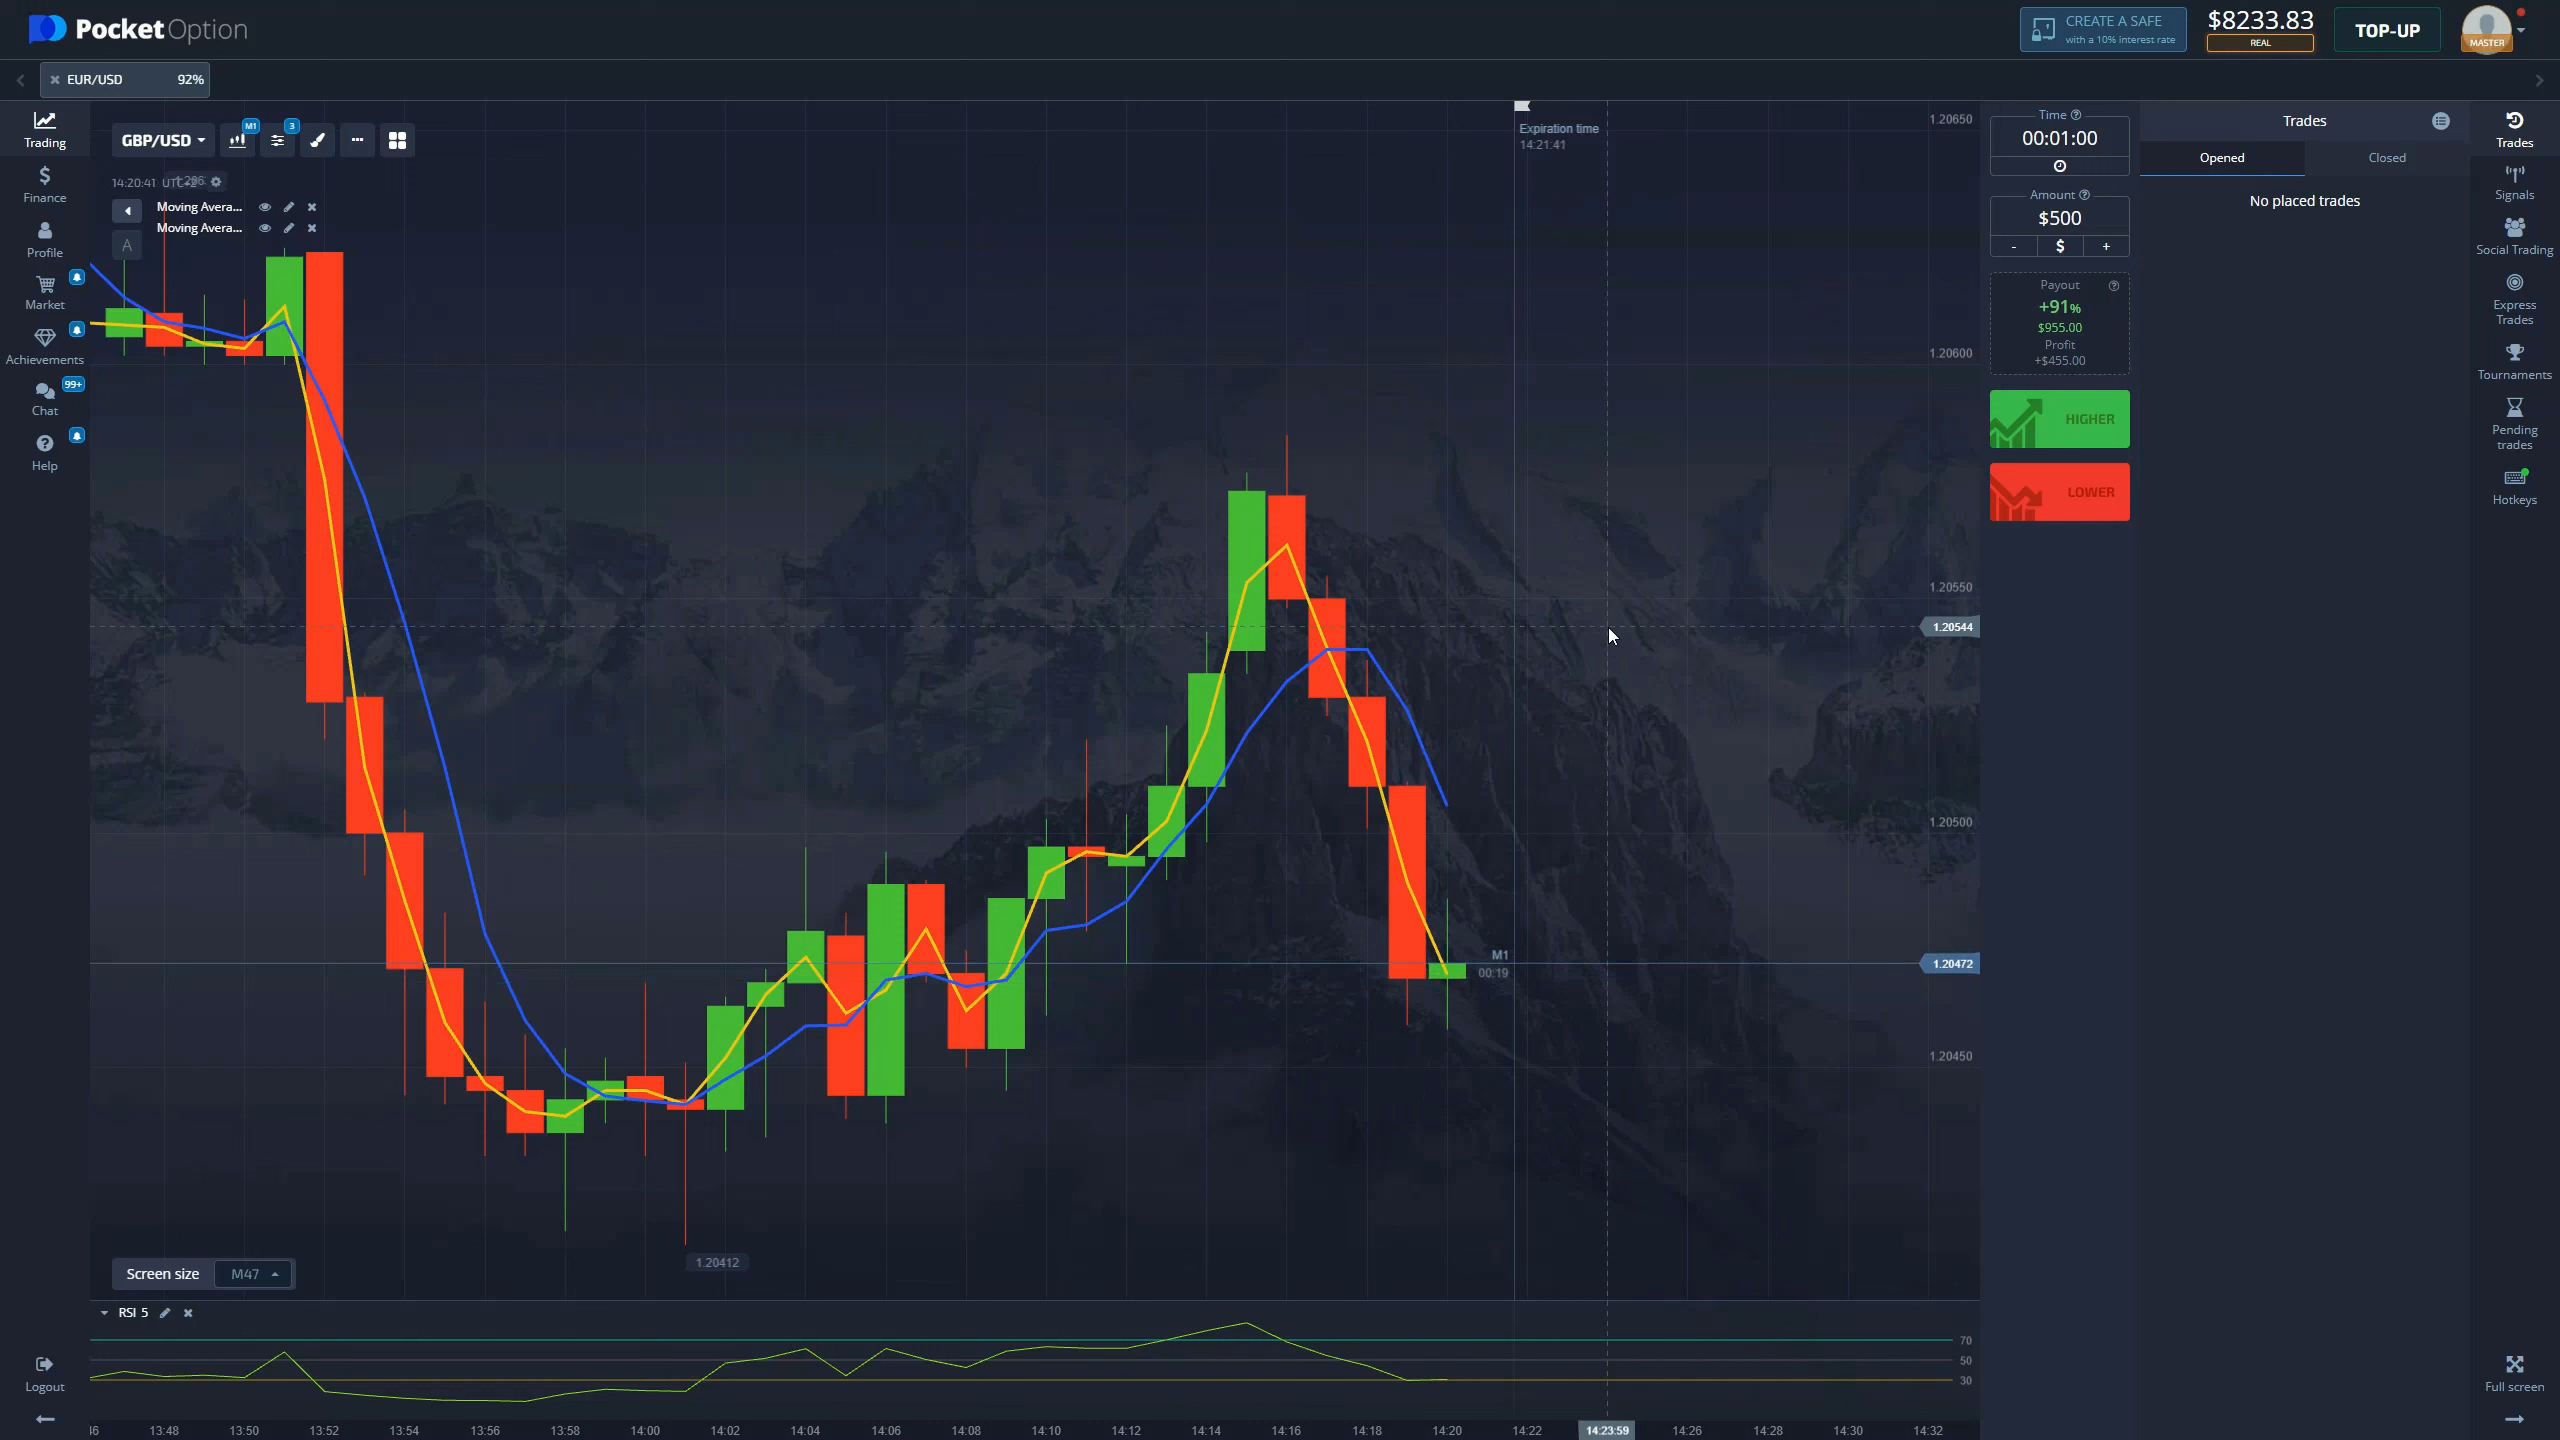 PocketOption
CREATE A SAFE
with a 10% interest rate
$8233.83
REAL
TOP-UP
MASTER
EUR/USD 92%
Trading
Finance
Profile
Market
Achievements
99+
Chat
Help
Logout
GBP/USD
M1
3
14:20:41 UTC+2
Moving Avera...
Moving Avera...
A
Expiration time
14:21:41
1.20650
1.20600
1.20550
1.20544
1.20500
1.20472
1.20450
M1
00:19
1.20412
Screen size M47
RSI 5
70
50
30
13:48 13:50 13:52 13:54 13:56 13:58 14:00 14:02 14:04 14:06 14:08 14:10 14:12 14:14 14:16 14:18 14:20 14:22 14:23:59 14:26 14:28 14:30 14:32
Time
00:01:00
Amount
$500
- $ +
Payout
+91%
$955.00
Profit
+$455.00
HIGHER
LOWER
Trades
Opened Closed
No placed trades
Trades
Signals
Social Trading
Express
Trades
Tournaments
Pending
trades
Hotkeys
Full screen